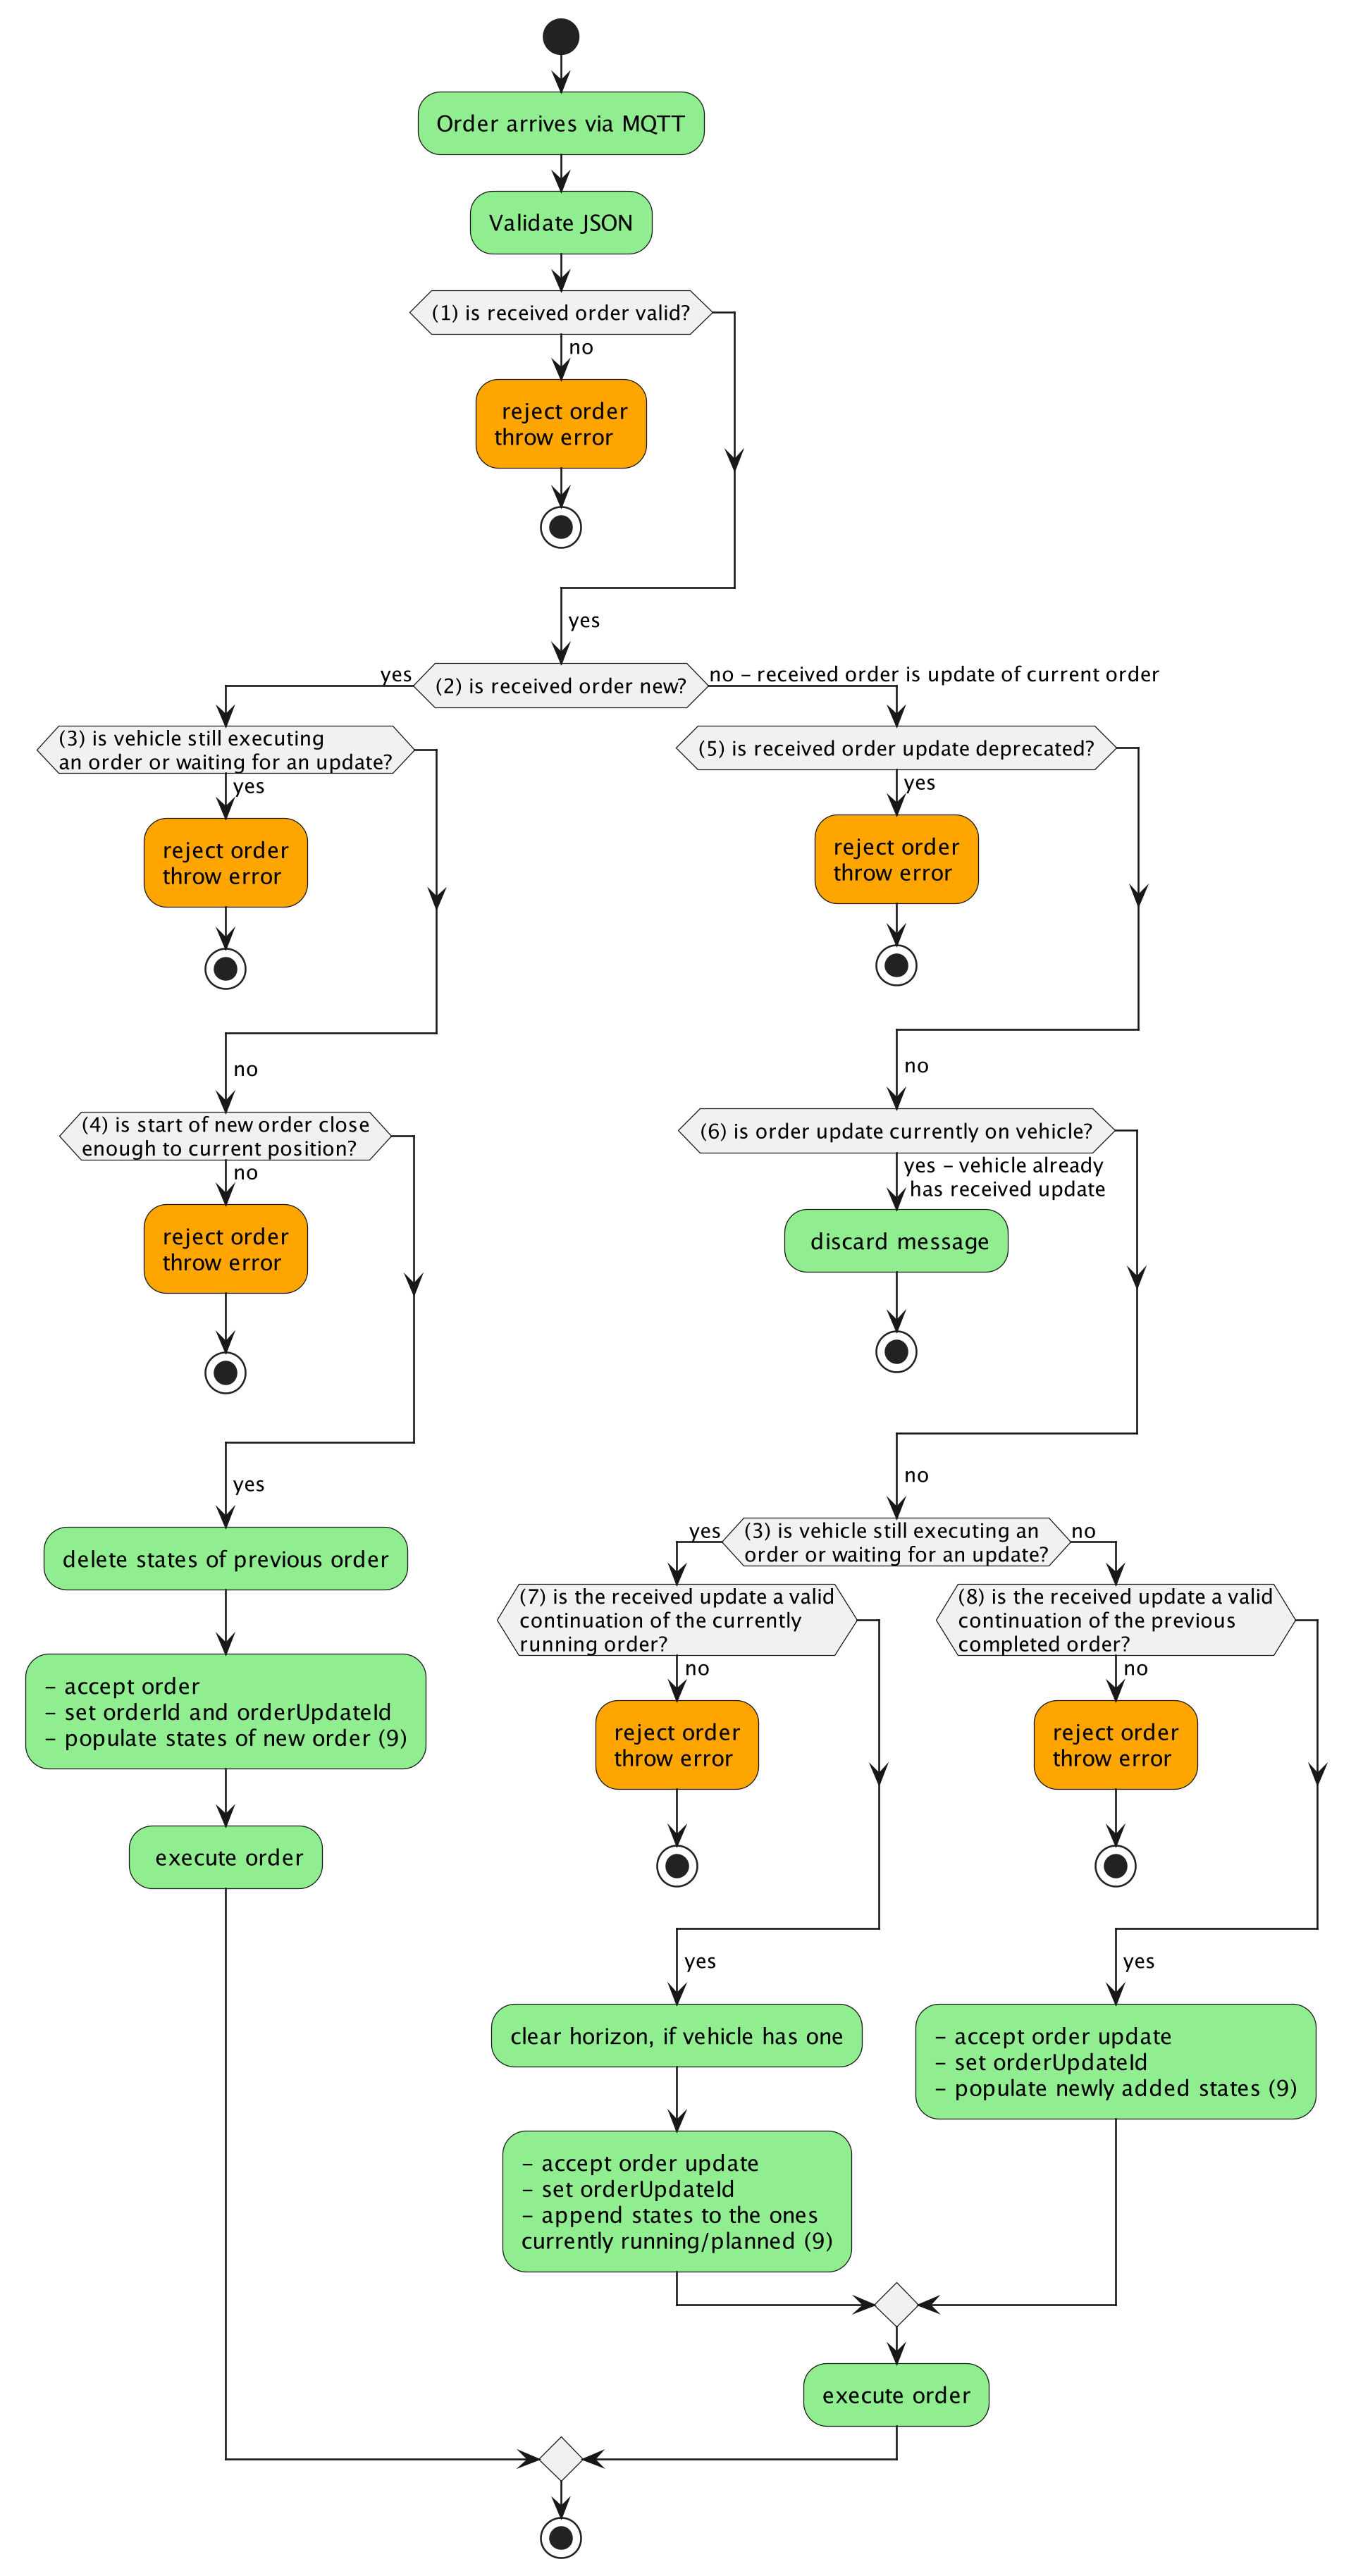 Order arrives via MQTT
Validate JSON
(1) is received order valid?
no
reject order
throw error
yes
(2) is received order new?
yes
(3) is vehicle still executing
an order or waiting for an update?
yes
reject order
throw error
no
(4) is start of new order close
enough to current position?
no
reject order
throw error
yes
delete states of previous order
- accept order
- set orderId and orderUpdateId
- populate states of new order (9)
execute order
no - received order is update of current order
(5) is received order update deprecated?
yes
reject order
throw error
no
(6) is order update currently on vehicle?
yes - vehicle already
has received update
discard message
no
(3) is vehicle still executing an
order or waiting for an update?
yes
(7) is the received update a valid
continuation of the currently
running order?
no
reject order
throw error
yes
clear horizon, if vehicle has one
- accept order update
- set orderUpdateId
- append states to the ones
currently running/planned (9)
no
(8) is the received update a valid
continuation of the previous
completed order?
no
reject order
throw error
yes
- accept order update
- set orderUpdateId
- populate newly added states (9)
execute order